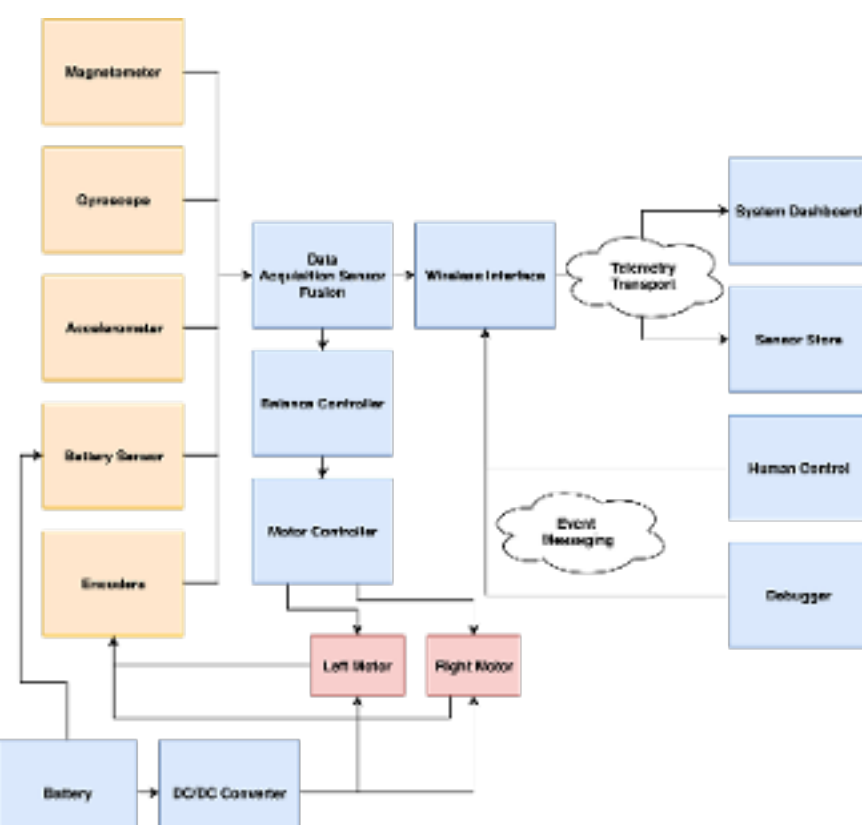 Magnetometer
Gyroscope
Accelerometer
Battery Sensor
Encoders
Data
Acquisition Sensor
Fusion
Balance Controller
Motor Controller
Wireless Interface
Telemetry
Transport
System Dashboard
Sensor Store
Human Control
Debugger
Event
Messaging
Left Motor
Right Motor
Battery
DC/DC Converter